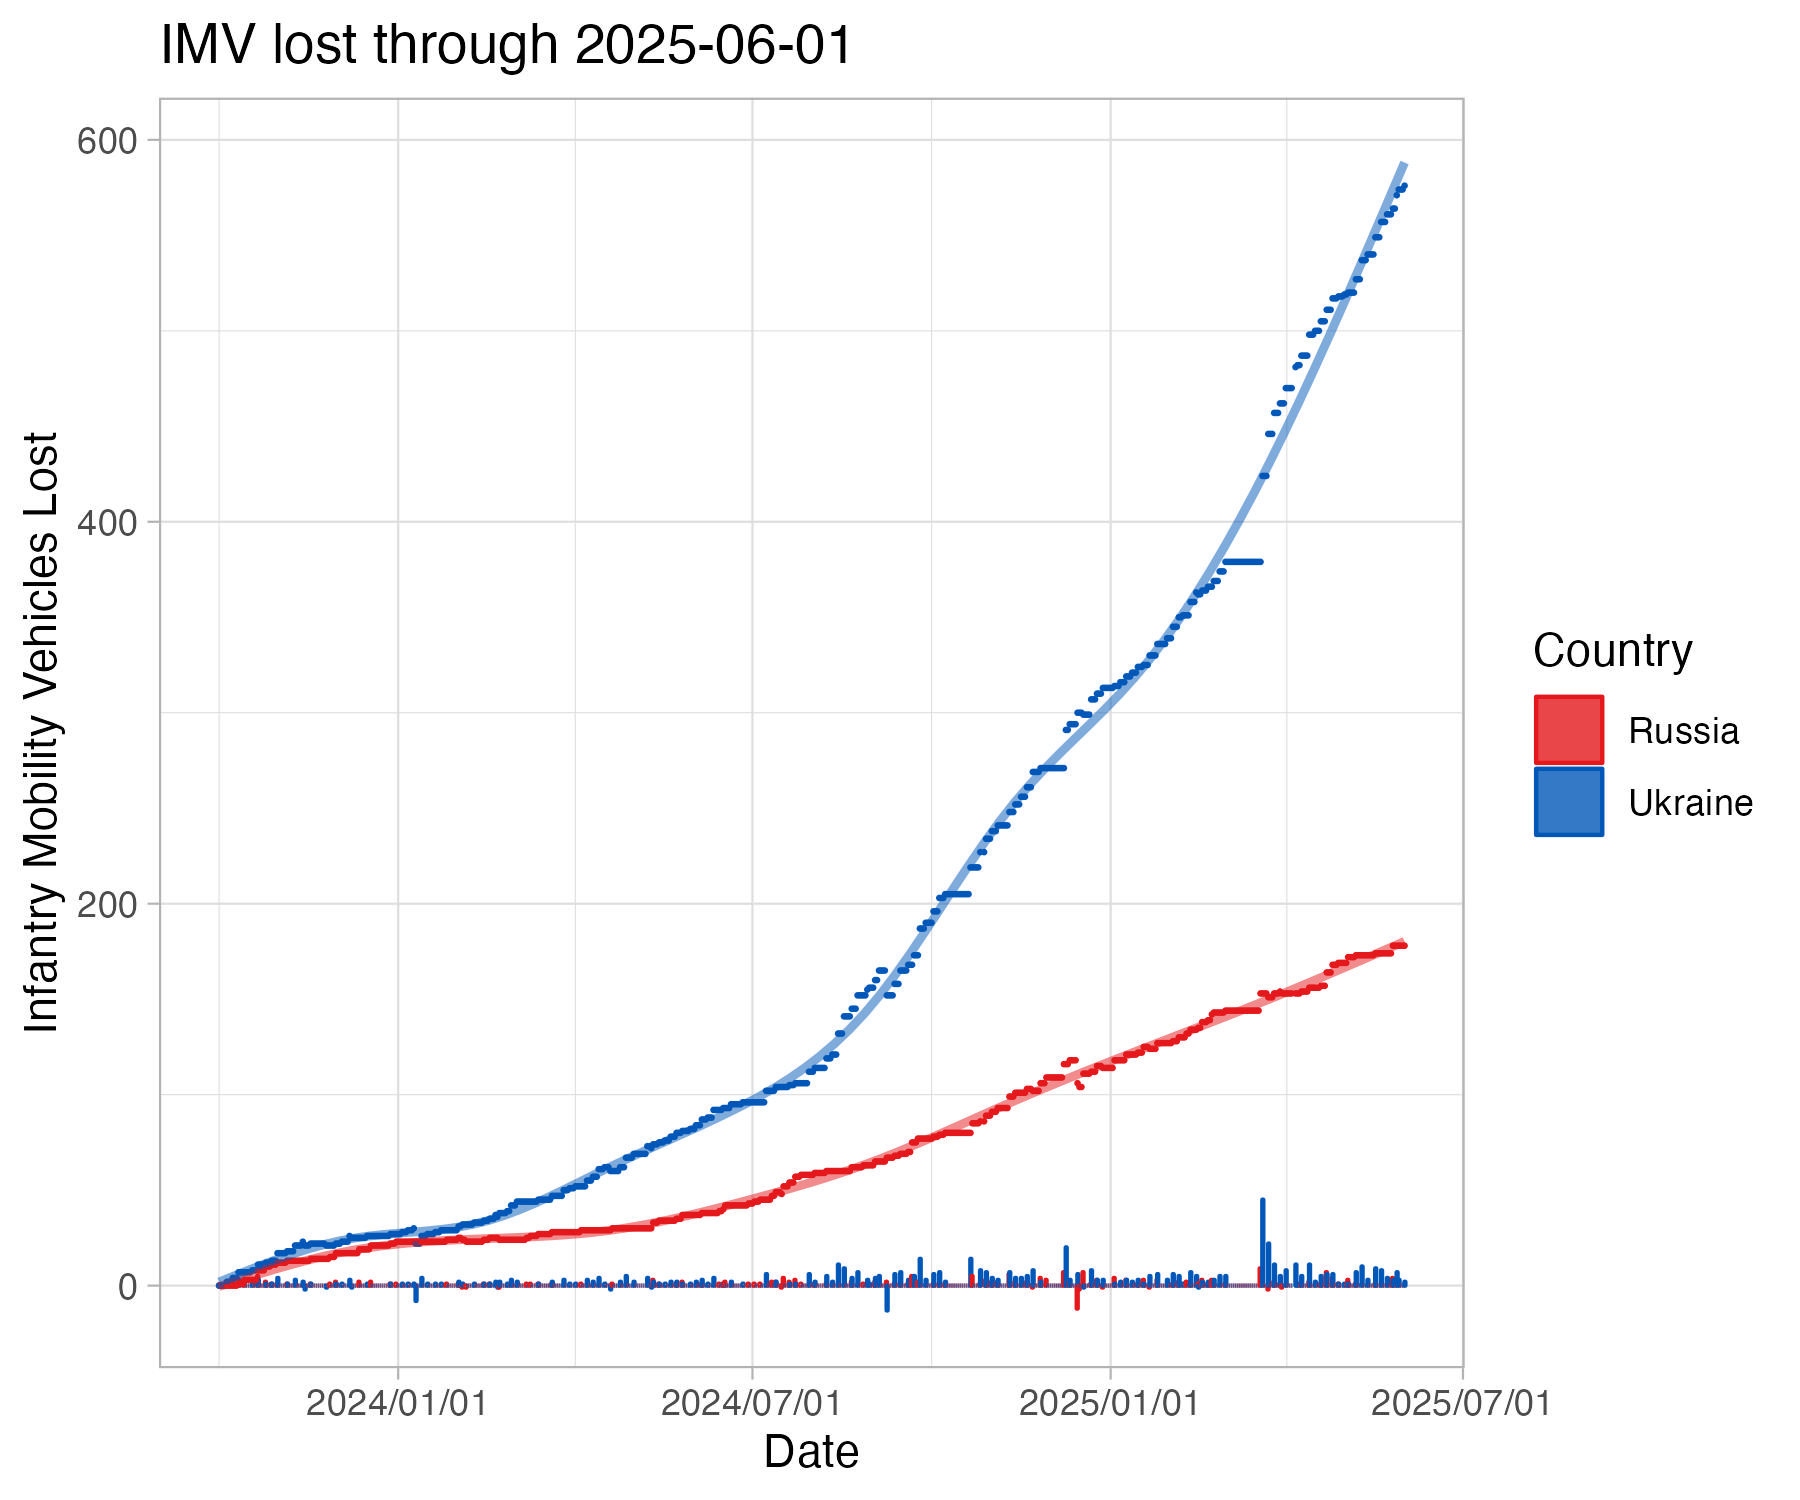 IMV lost through 2025-06-01
Infantry Mobility Vehicles Lost
600
400
200
0
2024/01/01
2024/07/01
2025/01/01
2025/07/01
Date
Country
Russia
Ukraine